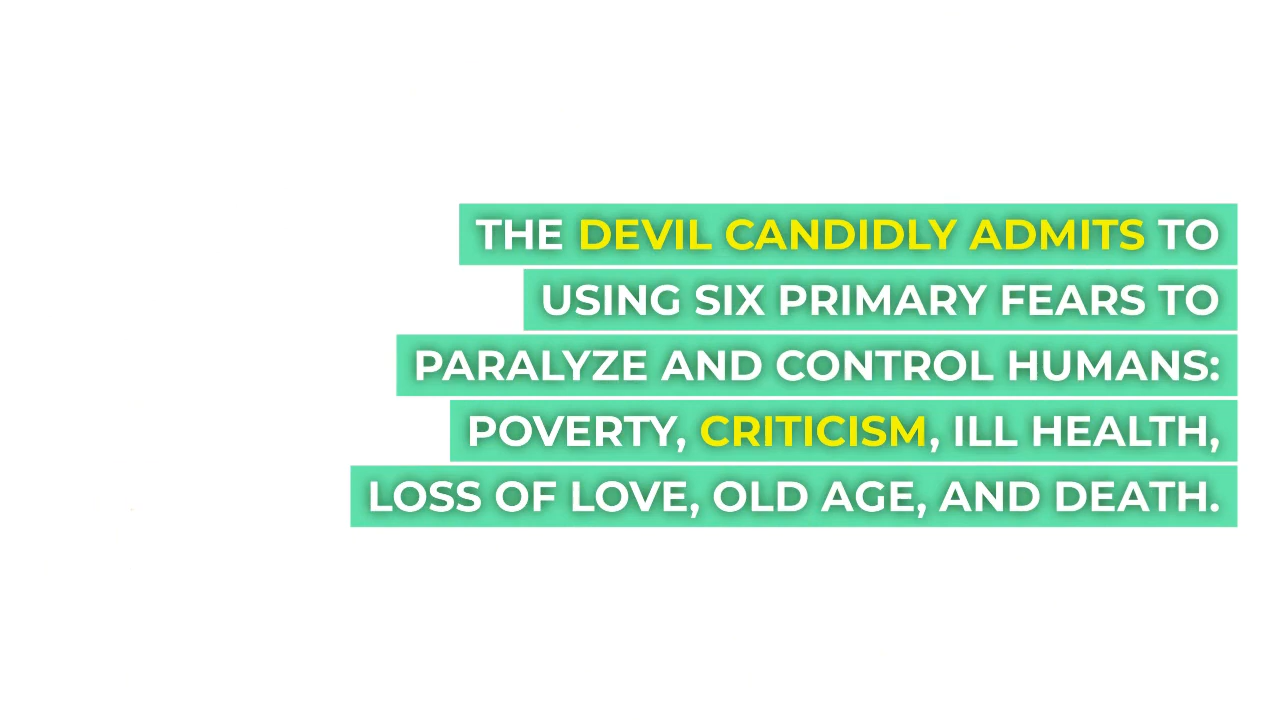 THE DEVIL CANDIDLY ADMITS TO
USING SIX PRIMARY FEARS TO
PARALYZE AND CONTROL HUMANS:
POVERTY, CRITICISM, ILL HEALTH,
LOSS OF LOVE, OLD AGE, AND DEATH.